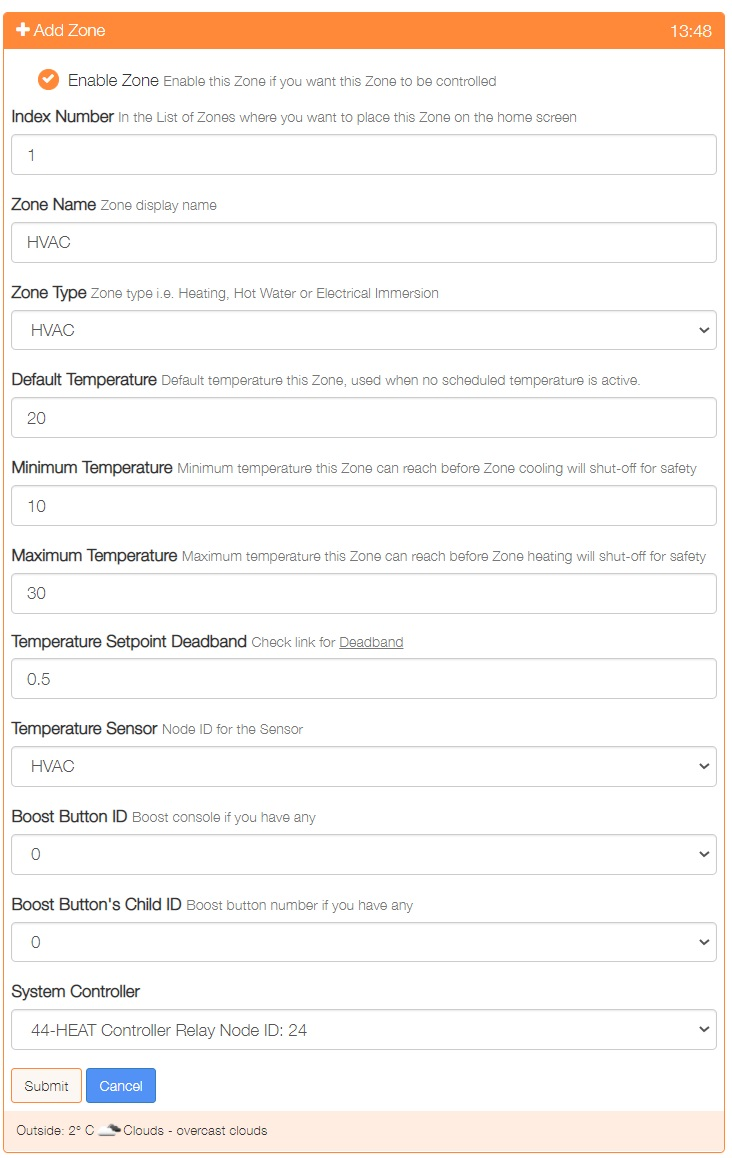 Add Zone 13:48
Enable Zone Enable this Zone if you want this Zone to be controlled
Index Number In the List of Zones where you want to place this Zone on the home screen
1
Zone Name Zone display name
HVAC
Zone Type Zone type i.e. Heating, Hot Water or Electrical Immersion
HVAC
Default Temperature Default temperature this Zone, used when no scheduled temperature is active.
20
Minimum Temperature Minimum temperature this Zone can reach before Zone cooling will shut-off for safety
10
Maximum Temperature Maximum temperature this Zone can reach before Zone heating will shut-off for safety
30
Temperature Setpoint Deadband Check link for Deadband
0.5
Temperature Sensor Node ID for the Sensor
HVAC
Boost Button ID Boost console if you have any
0
Boost Button's Child ID Boost button number if you have any
0
System Controller
44-HEAT Controller Relay Node ID: 24
Submit Cancel
Outside: 2° C Clouds - overcast clouds